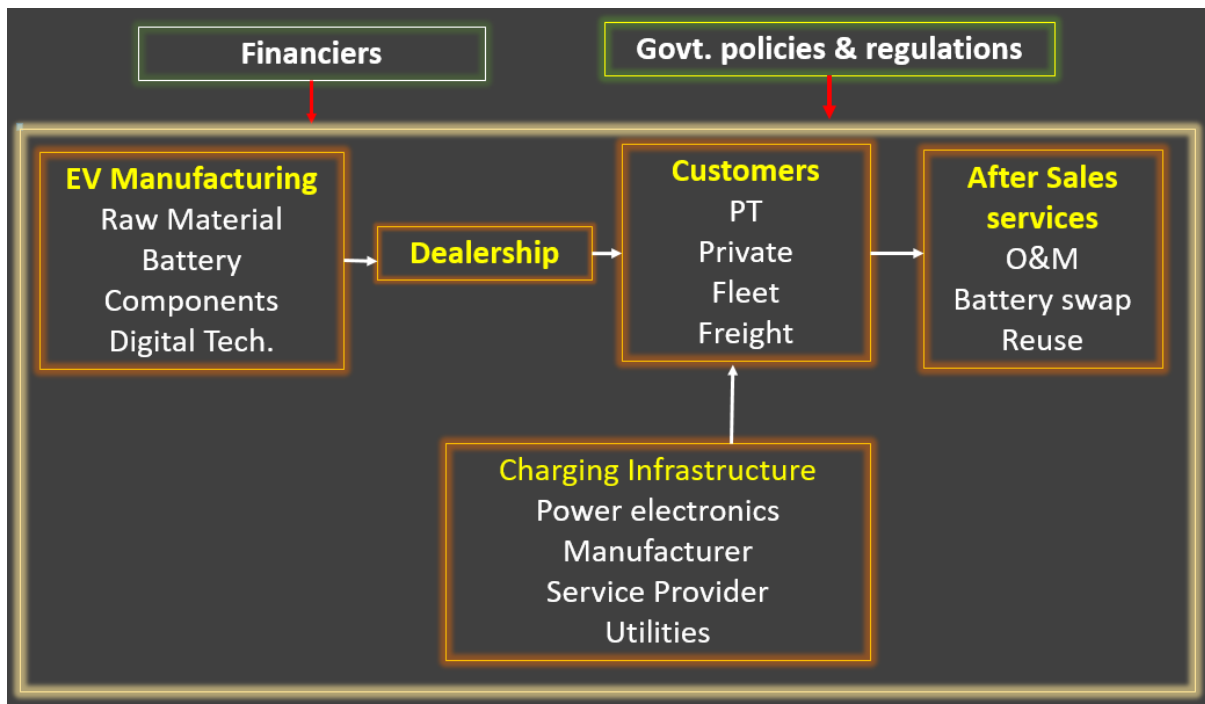 Financiers
Govt. policies & regulations
EV Manufacturing
Raw Material
Battery
Components
Digital Tech.
Dealership
Customers
PT
Private
Fleet
Freight
After Sales
services
O&M
Battery swap
Reuse
Charging Infrastructure
Power electronics
Manufacturer
Service Provider
Utilities